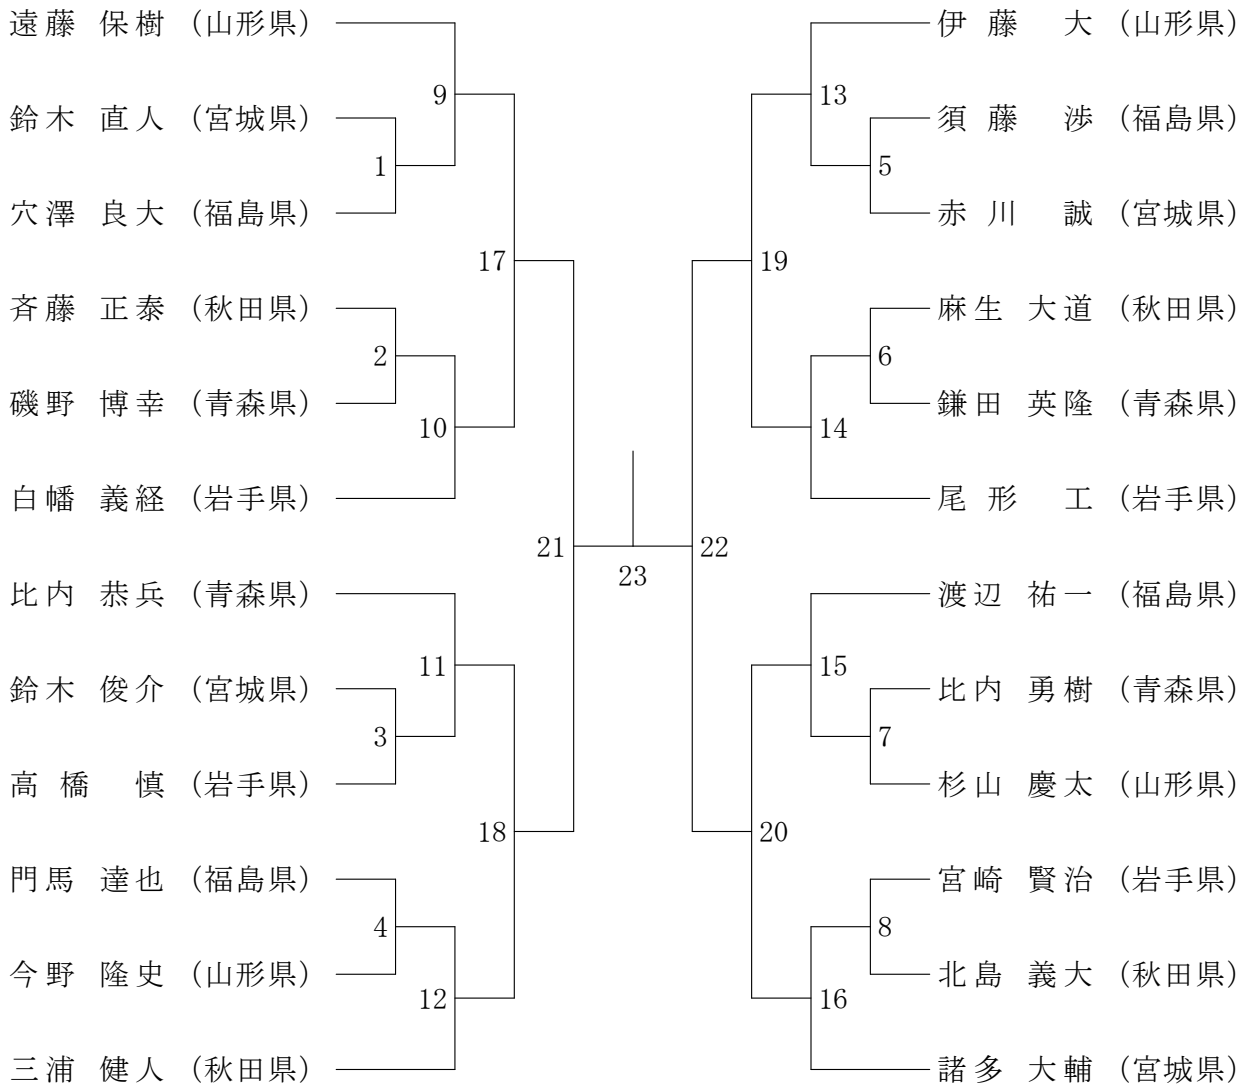 遠藤 保樹 (山形県)
鈴木 直人 (宮城県)
穴澤 良大 (福島県)
斉藤 正泰 (秋田県)
磯野 博幸 (青森県)
白幡 義経 (岩手県)
比内 恭兵 (青森県)
鈴木 俊介 (宮城県)
高橋 慎 (岩手県)
門馬 達也 (福島県)
今野 隆史 (山形県)
三浦 健人 (秋田県)
1
2
3
4
9
10
11
12
17
18
21
23
22
19
20
13
14
15
16
5
6
7
8
伊藤 大 (山形県)
須藤 渉 (福島県)
赤川 誠 (宮城県)
麻生 大道 (秋田県)
鎌田 英隆 (青森県)
尾形 工 (岩手県)
渡辺 祐一 (福島県)
比内 勇樹 (青森県)
杉山 慶太 (山形県)
宮崎 賢治 (岩手県)
北島 義大 (秋田県)
諸多 大輔 (宮城県)